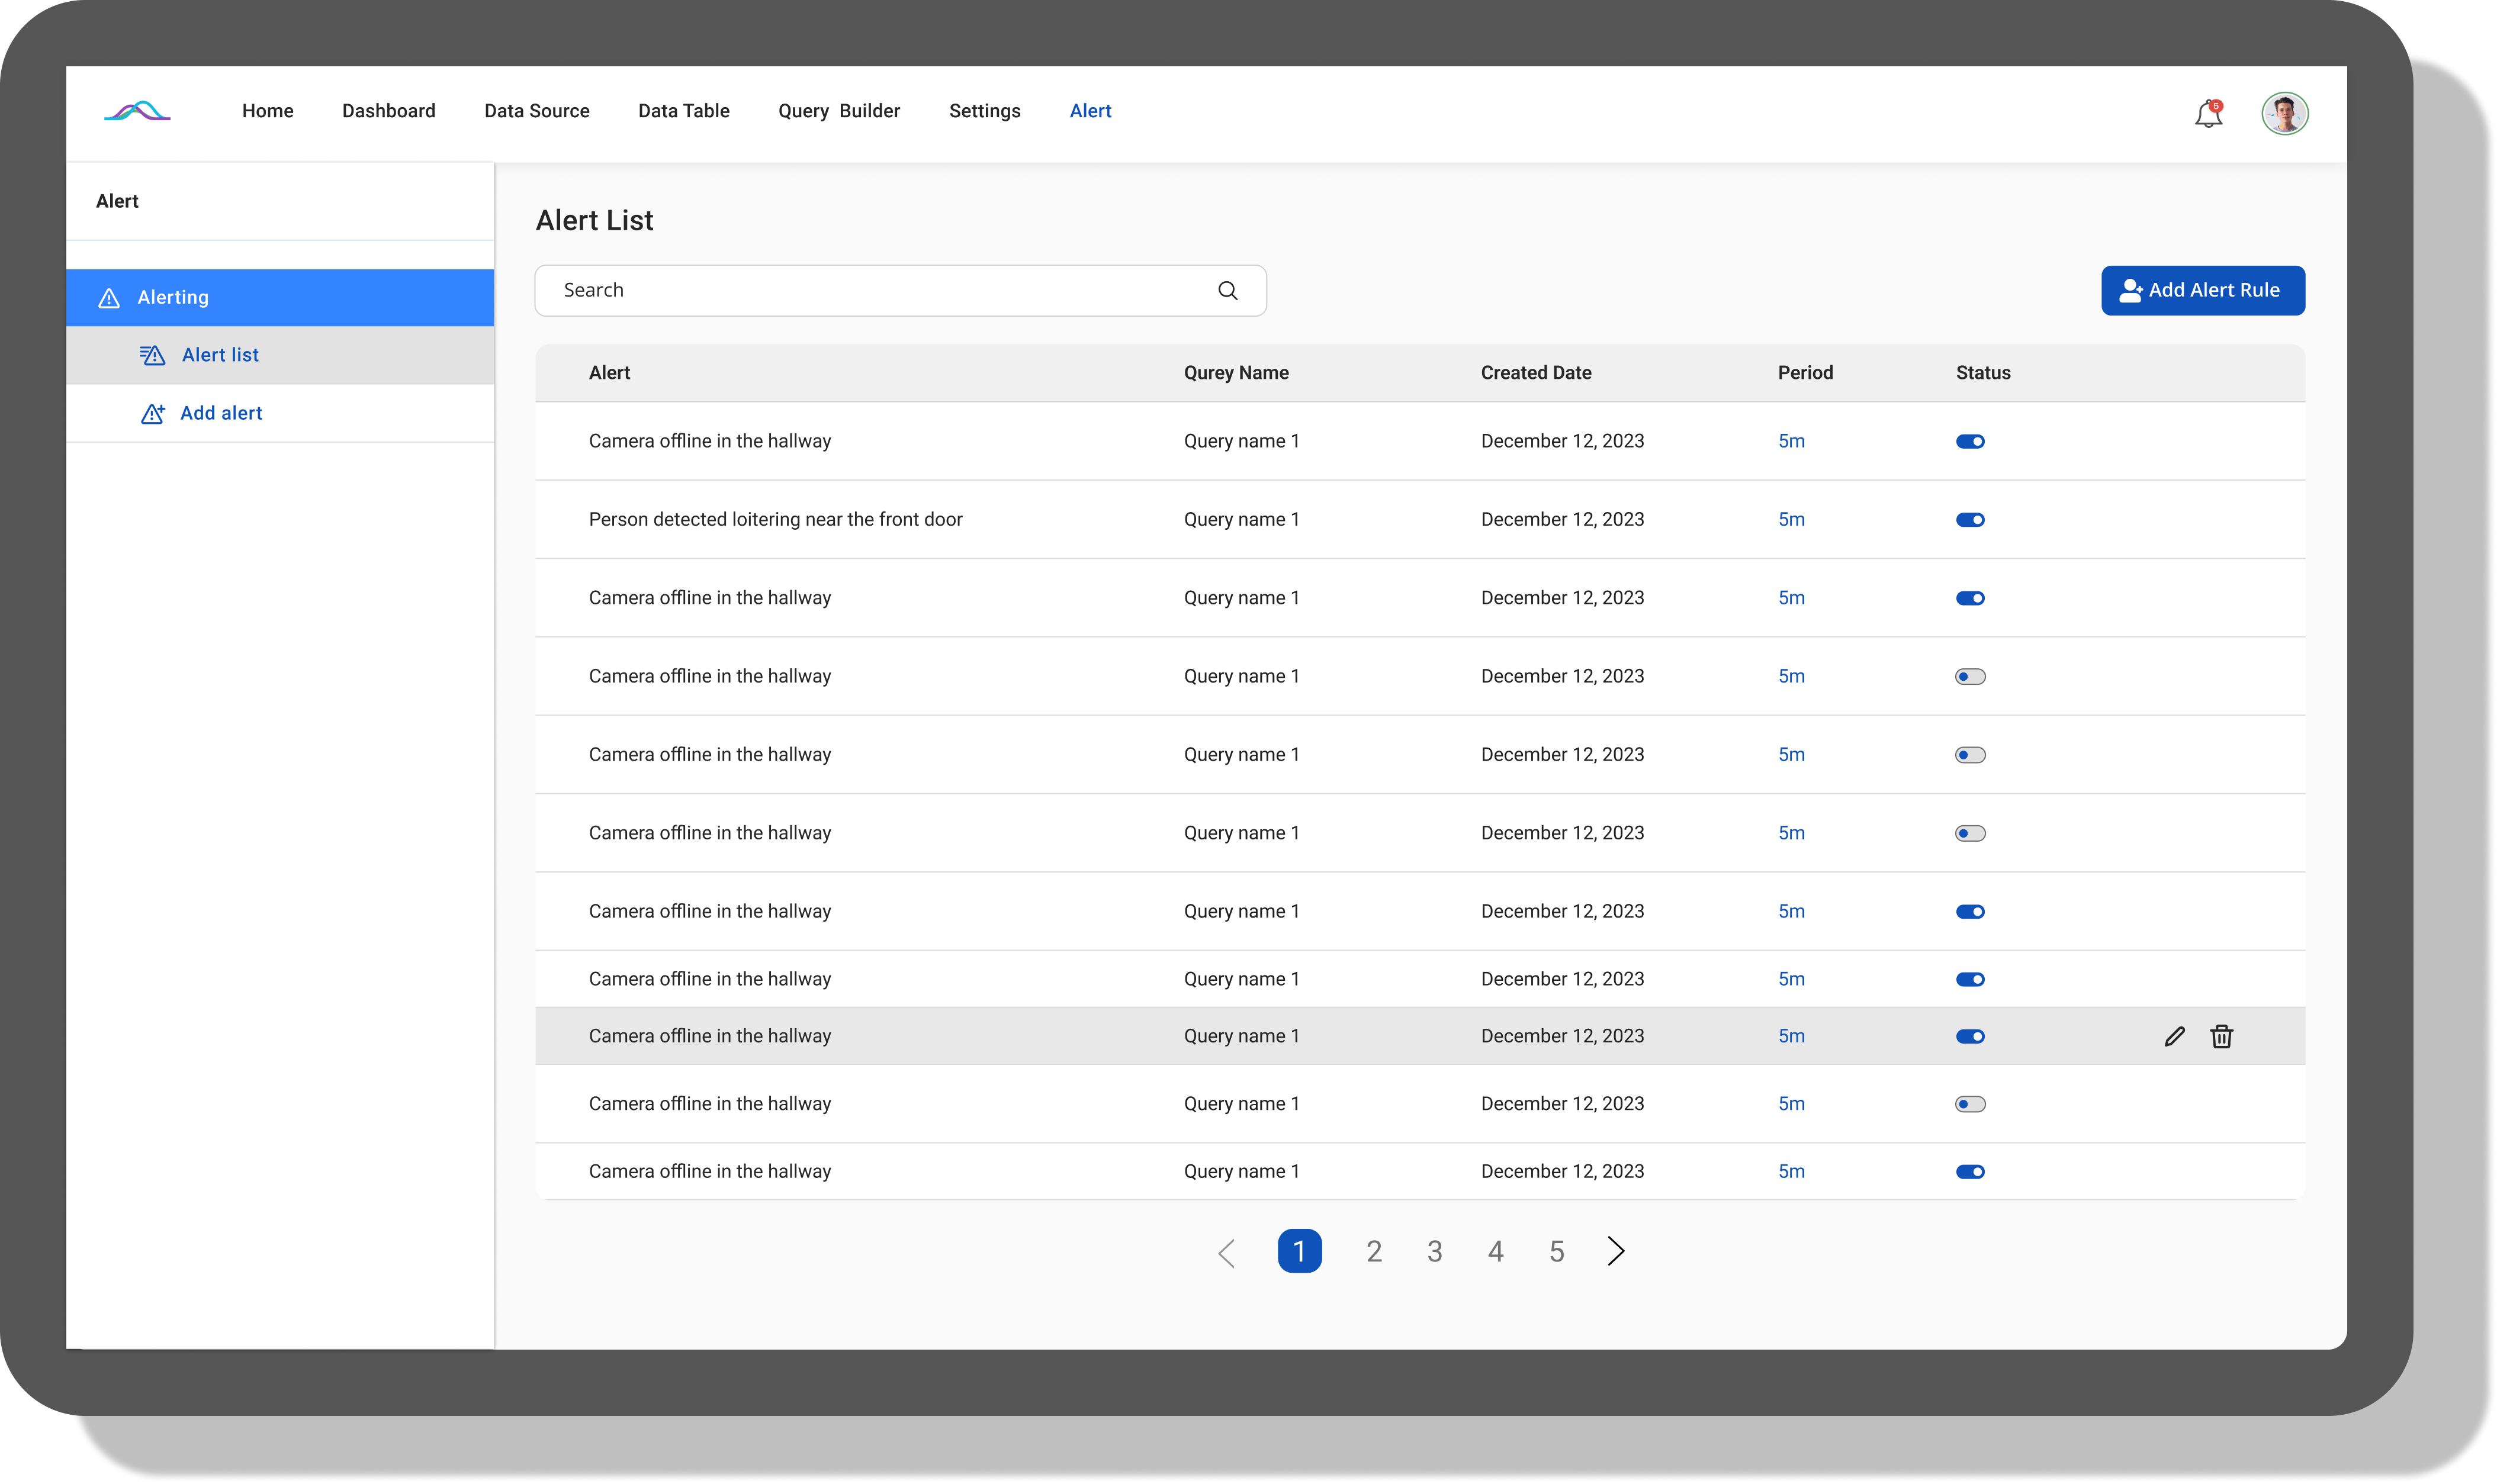 Home Dashboard Data Source Data Table Query Builder Settings Alert 5
Alert
Alerting
Alert list
Add alert
Alert List
Search
Add Alert Rule
Alert Qurey Name Created Date Period Status
Camera offline in the hallway Query name 1 December 12, 2023 5m
Person detected loitering near the front door Query name 1 December 12, 2023 5m
Camera offline in the hallway Query name 1 December 12, 2023 5m
Camera offline in the hallway Query name 1 December 12, 2023 5m
Camera offline in the hallway Query name 1 December 12, 2023 5m
Camera offline in the hallway Query name 1 December 12, 2023 5m
Camera offline in the hallway Query name 1 December 12, 2023 5m
Camera offline in the hallway Query name 1 December 12, 2023 5m
Camera offline in the hallway Query name 1 December 12, 2023 5m
Camera offline in the hallway Query name 1 December 12, 2023 5m
Camera offline in the hallway Query name 1 December 12, 2023 5m
1 2 3 4 5